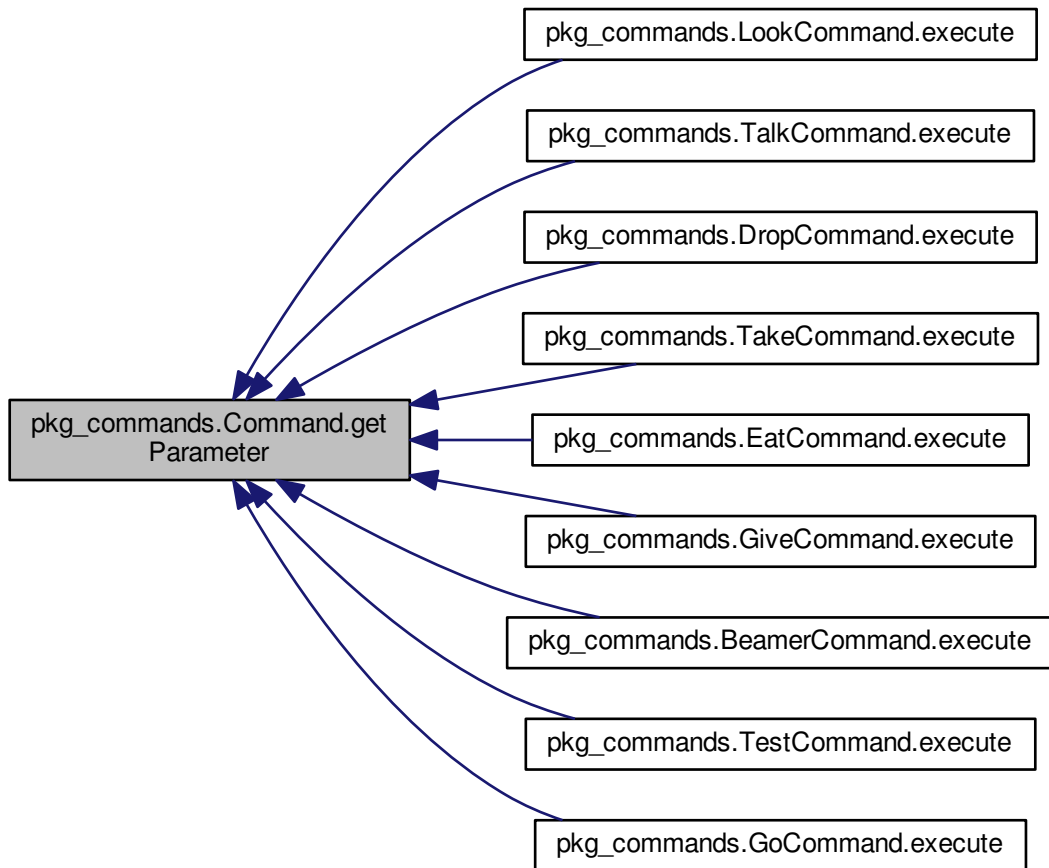 pkg_commands.LookCommand.execute
pkg_commands.TalkCommand.execute
pkg_commands.DropCommand.execute
pkg_commands.TakeCommand.execute
pkg_commands.Command.get
Parameter
pkg_commands.EatCommand.execute
pkg_commands.GiveCommand.execute
pkg_commands.BeamerCommand.execute
pkg_commands.TestCommand.execute
pkg_commands.GoCommand.execute